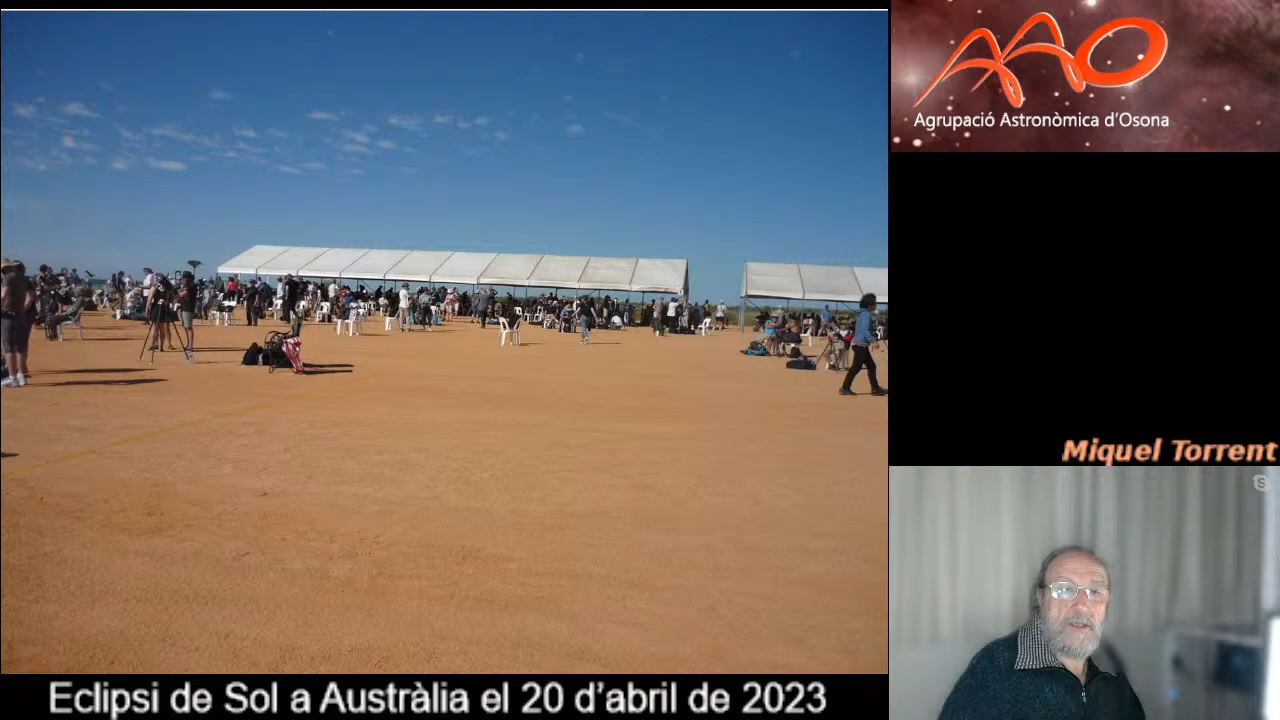 AAO
Agrupació Astronòmica d'Osona
Miquel Torrent
S
Eclipsi de Sol a Austràlia el 20 d'abril de 2023